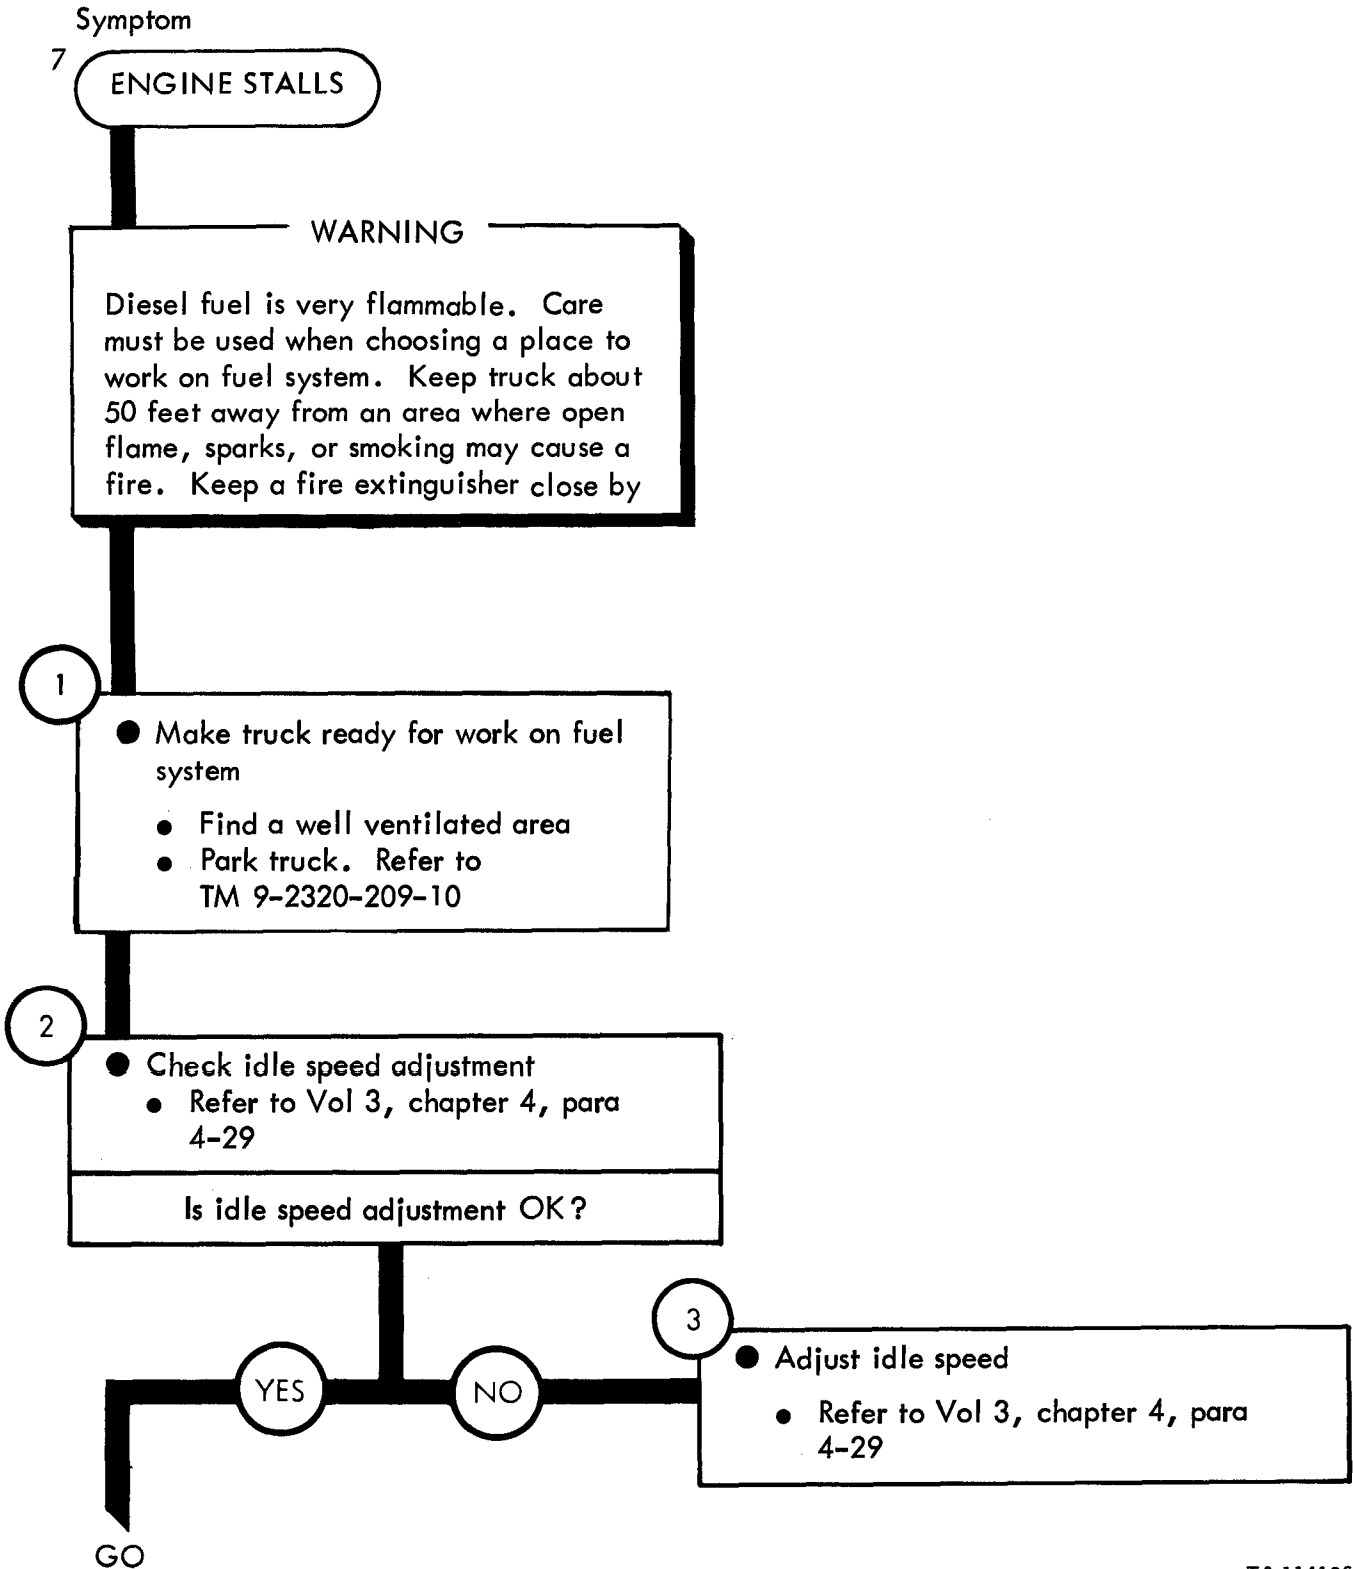 Symptom
7
ENGINE STALLS
WARNING
Diesel fuel is very flammable. Care
must be used when choosing a place to
work on fuel system. Keep truck about
50 feet away from an area where open
flame, sparks, or smoking may cause a
fire. Keep a fire extinguisher close by
1
● Make truck ready for work on fuel
system
● Find a well ventilated area
● Park truck. Refer to
TM 9-2320-209-10
2
● Check idle speed adjustment
● Refer to Vol 3, chapter 4, para
4-29
Is idle speed adjustment OK?
YES
NO
3
● Adjust idle speed
● Refer to Vol 3, chapter 4, para
4-29
GO